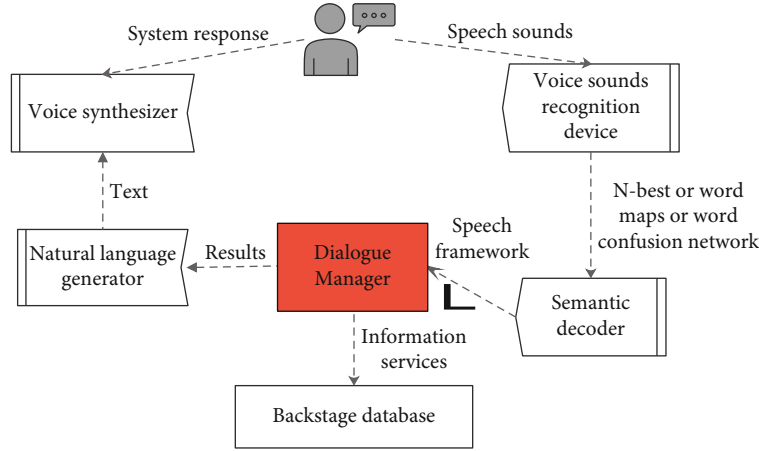 System response
Speech sounds
Voice synthesizer
Voice sounds
recognition
device
Text
N-best or word
maps or word
confusion network
Natural language
generator
Results
Dialogue
Manager
Speech
framework
Semantic
decoder
Information
services
Backstage database